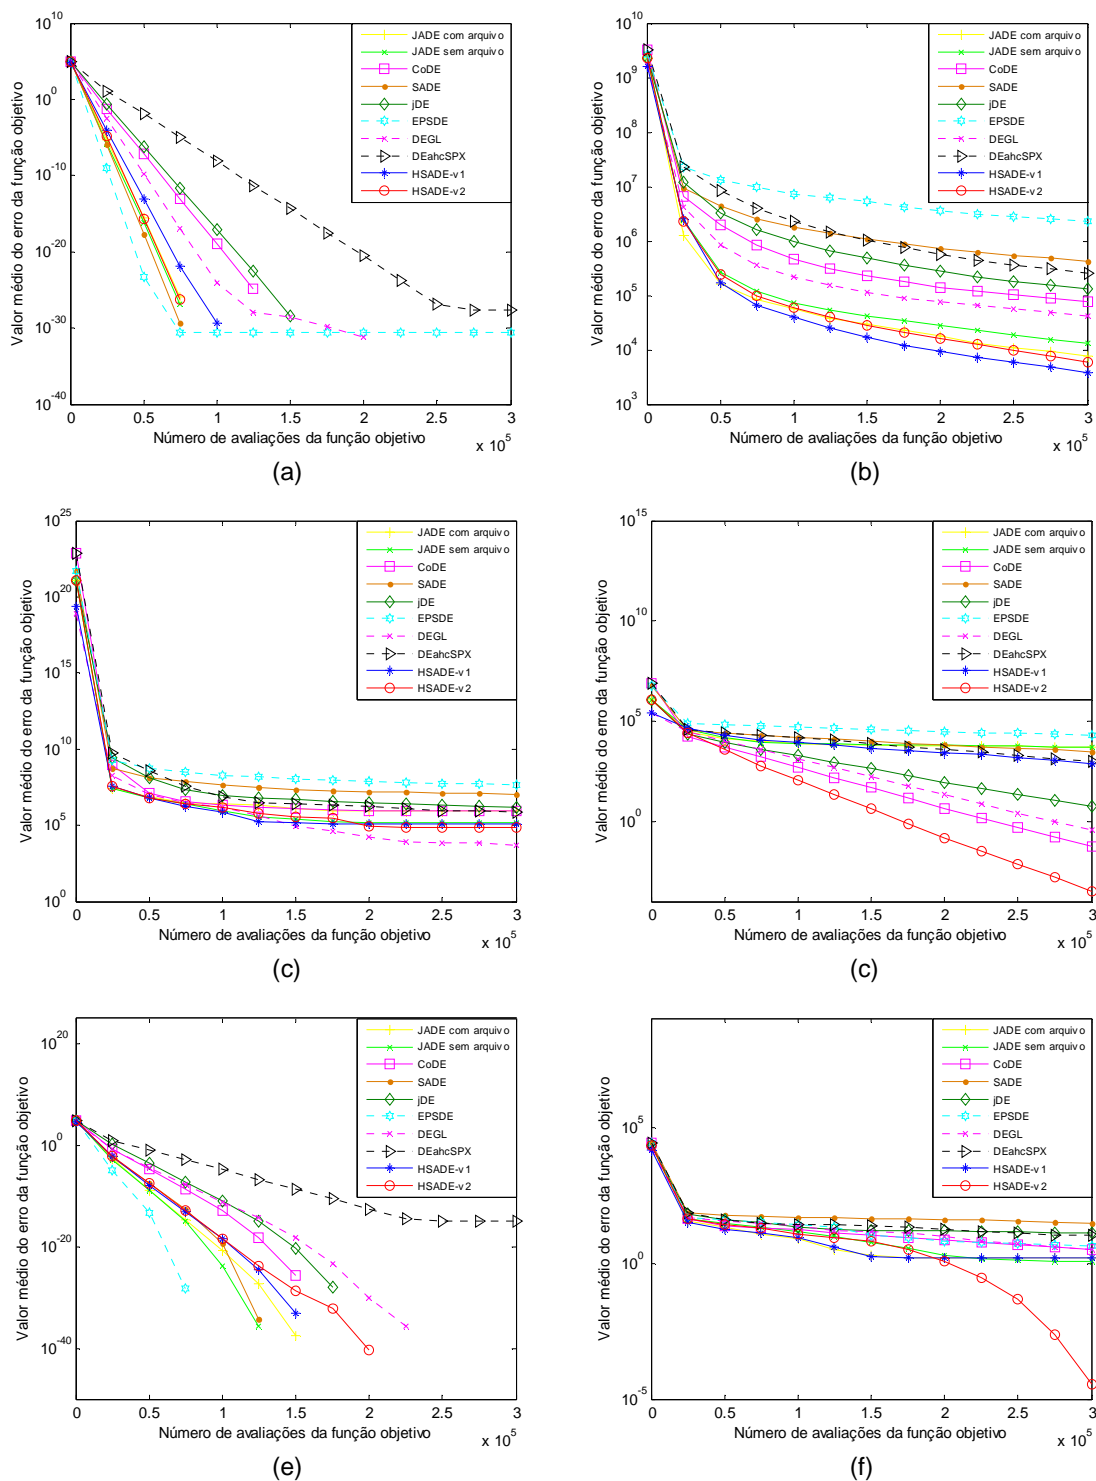 10^10
10^0
10^-10
10^-20
10^-30
10^-40
0
0.5
1
1.5
2
2.5
3
x 10^5
Valor médio do erro da função objetivo
Número de avaliações da função objetivo
JADE com arquivo
JADE sem arquivo
CoDE
SADE
jDE
EPSDE
DEGL
DEahcSPX
HSADE-v1
HSADE-v2
(a)
10^10
10^9
10^8
10^7
10^6
10^5
10^4
10^3
0
0.5
1
1.5
2
2.5
3
x 10^5
Valor médio do erro da função objetivo
Número de avaliações da função objetivo
JADE com arquivo
JADE sem arquivo
CoDE
SADE
jDE
EPSDE
DEGL
DEahcSPX
HSADE-v1
HSADE-v2
(b)
10^25
10^20
10^15
10^10
10^5
10^0
0
0.5
1
1.5
2
2.5
3
x 10^5
Valor médio do erro da função objetivo
Número de avaliações da função objetivo
JADE com arquivo
JADE sem arquivo
CoDE
SADE
jDE
EPSDE
DEGL
DEahcSPX
HSADE-v1
HSADE-v2
(c)
10^15
10^10
10^5
10^0
0
0.5
1
1.5
2
2.5
3
x 10^5
Valor médio do erro da função objetivo
Número de avaliações da função objetivo
JADE com arquivo
JADE sem arquivo
CoDE
SADE
jDE
EPSDE
DEGL
DEahcSPX
HSADE-v1
HSADE-v2
(c)
10^20
10^0
10^-20
10^-40
0
0.5
1
1.5
2
2.5
3
x 10^5
Valor médio do erro da função objetivo
Número de avaliações da função objetivo
JADE com arquivo
JADE sem arquivo
CoDE
SADE
jDE
EPSDE
DEGL
DEahcSPX
HSADE-v1
HSADE-v2
(e)
10^5
10^0
10^-5
0
0.5
1
1.5
2
2.5
3
x 10^5
Valor médio do erro da função objetivo
Número de avaliações da função objetivo
JADE com arquivo
JADE sem arquivo
CoDE
SADE
jDE
EPSDE
DEGL
DEahcSPX
HSADE-v1
HSADE-v2
(f)